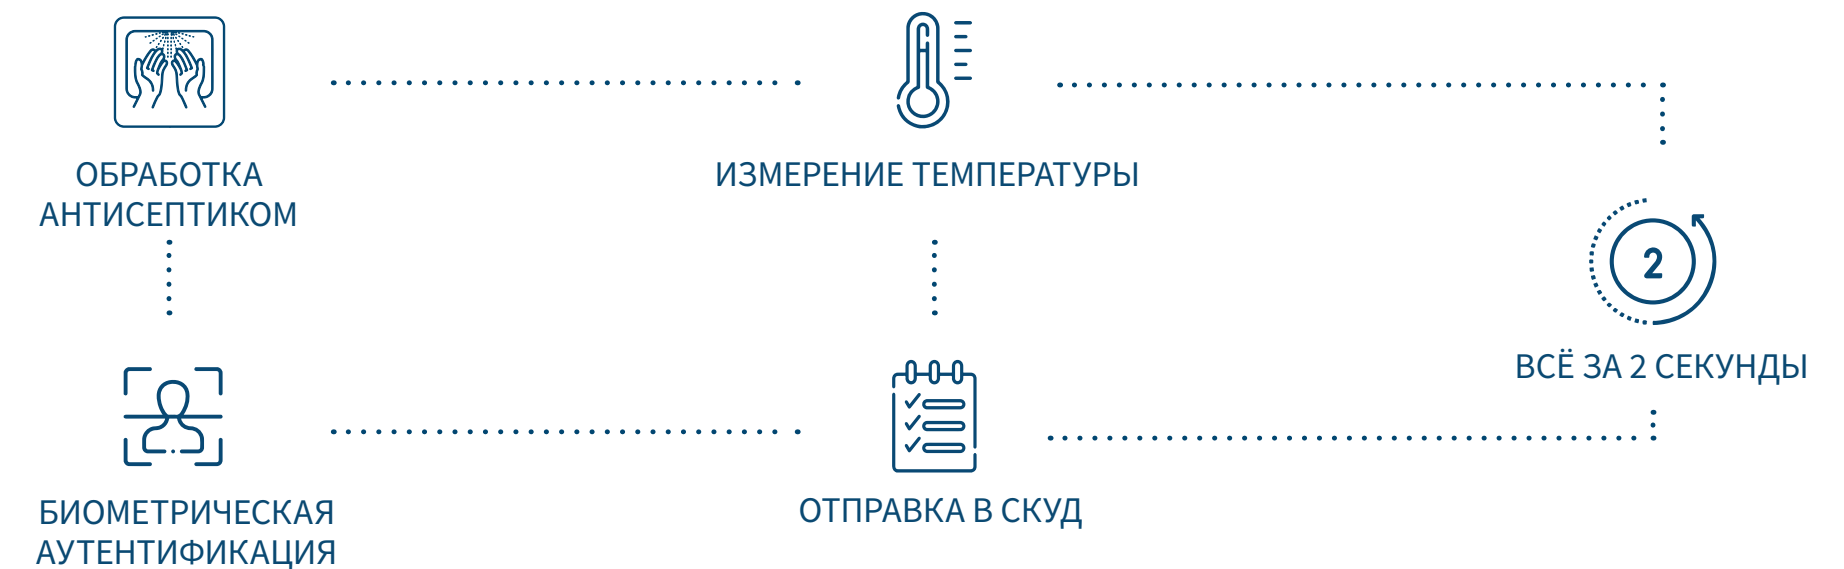 ОБРАБОТКА
АНТИСЕПТИКОМ
ИЗМЕРЕНИЕ ТЕМПЕРАТУРЫ
2
ВСЁ ЗА 2 СЕКУНДЫ
БИОМЕТРИЧЕСКАЯ
АУТЕНТИФИКАЦИЯ
ОТПРАВКА В СКУД